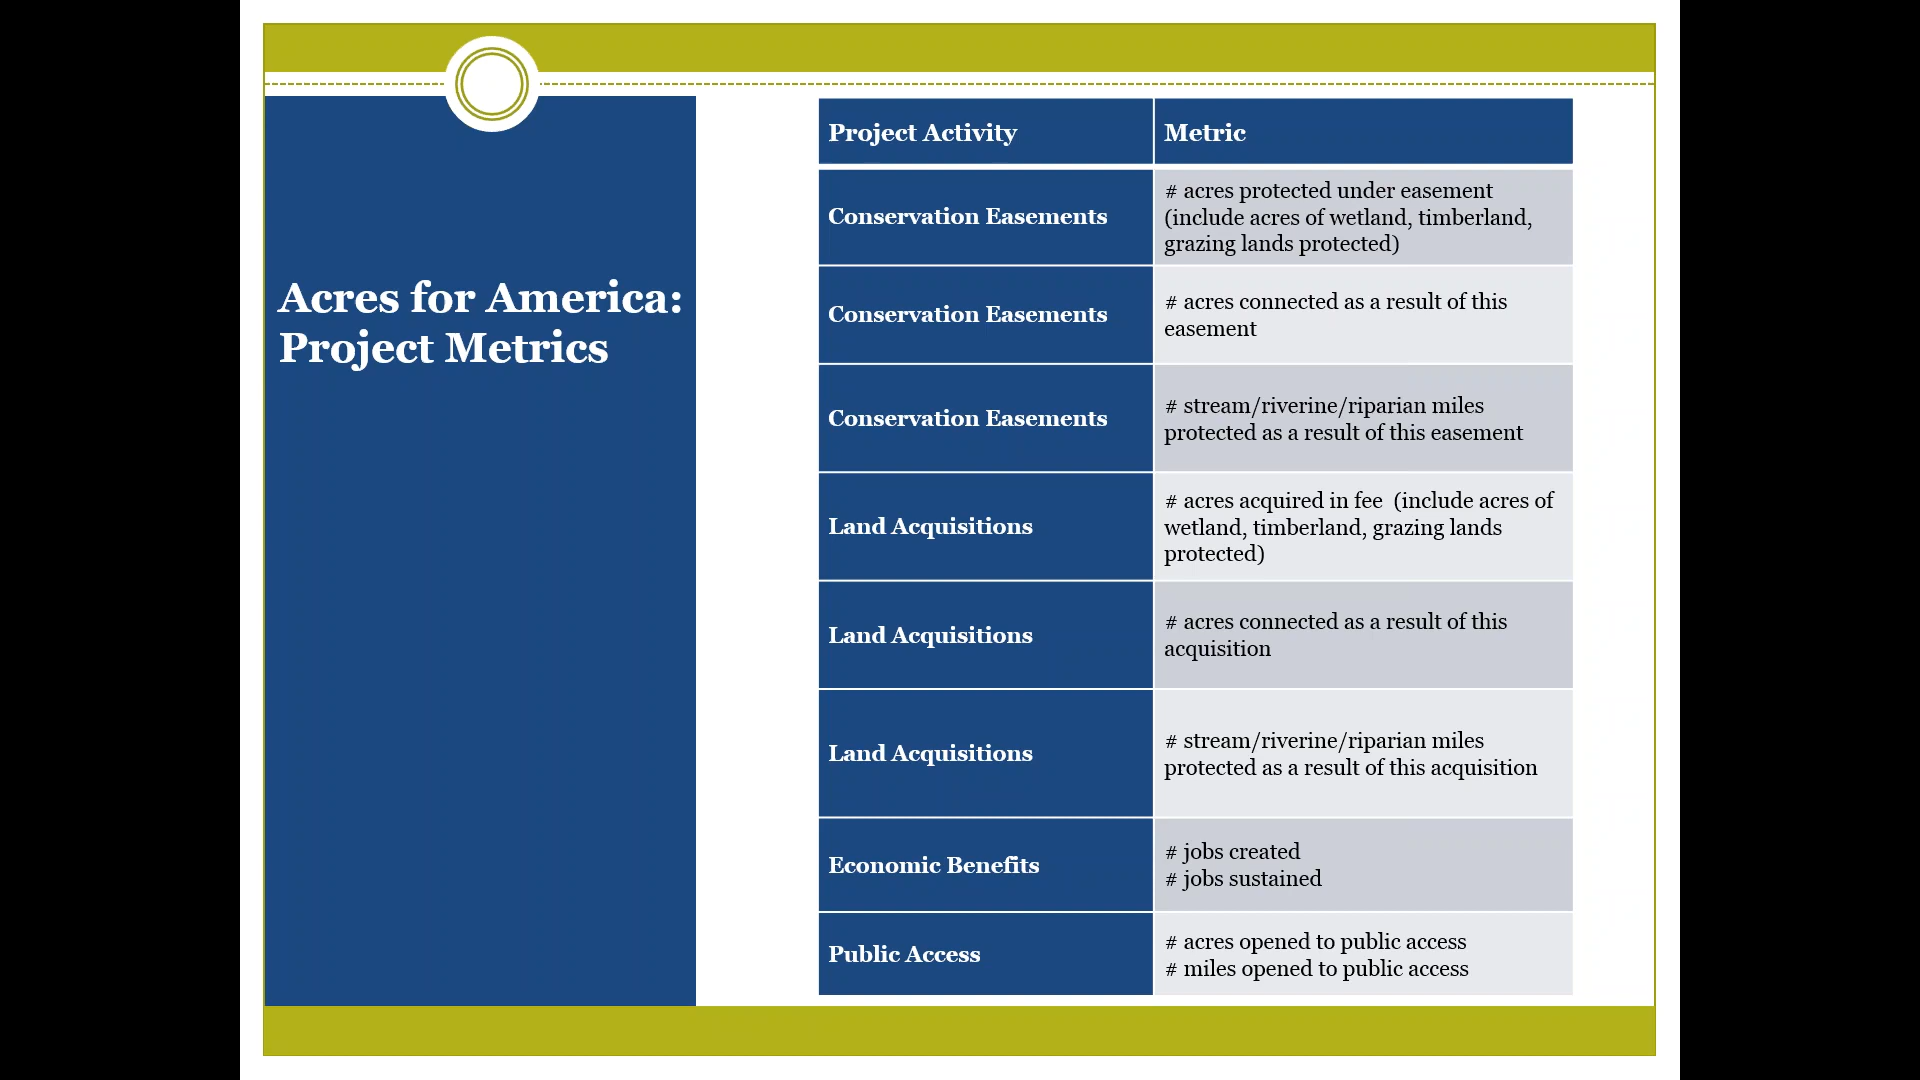 Acres for America:
Project Metrics
Project Activity
Metric
Conservation Easements
# acres protected under easement
(include acres of wetland, timberland,
grazing lands protected)
Conservation Easements
# acres connected as a result of this
easement
Conservation Easements
# stream/riverine/riparian miles
protected as a result of this easement
Land Acquisitions
# acres acquired in fee  (include acres of
wetland, timberland, grazing lands
protected)
Land Acquisitions
# acres connected as a result of this
acquisition
Land Acquisitions
# stream/riverine/riparian miles
protected as a result of this acquisition
Economic Benefits
# jobs created
# jobs sustained
Public Access
# acres opened to public access
# miles opened to public access